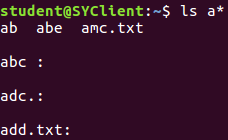 student@SYClient:~$ ls a*
ab  abe  amc.txt
abc :
adc.:
add.txt: